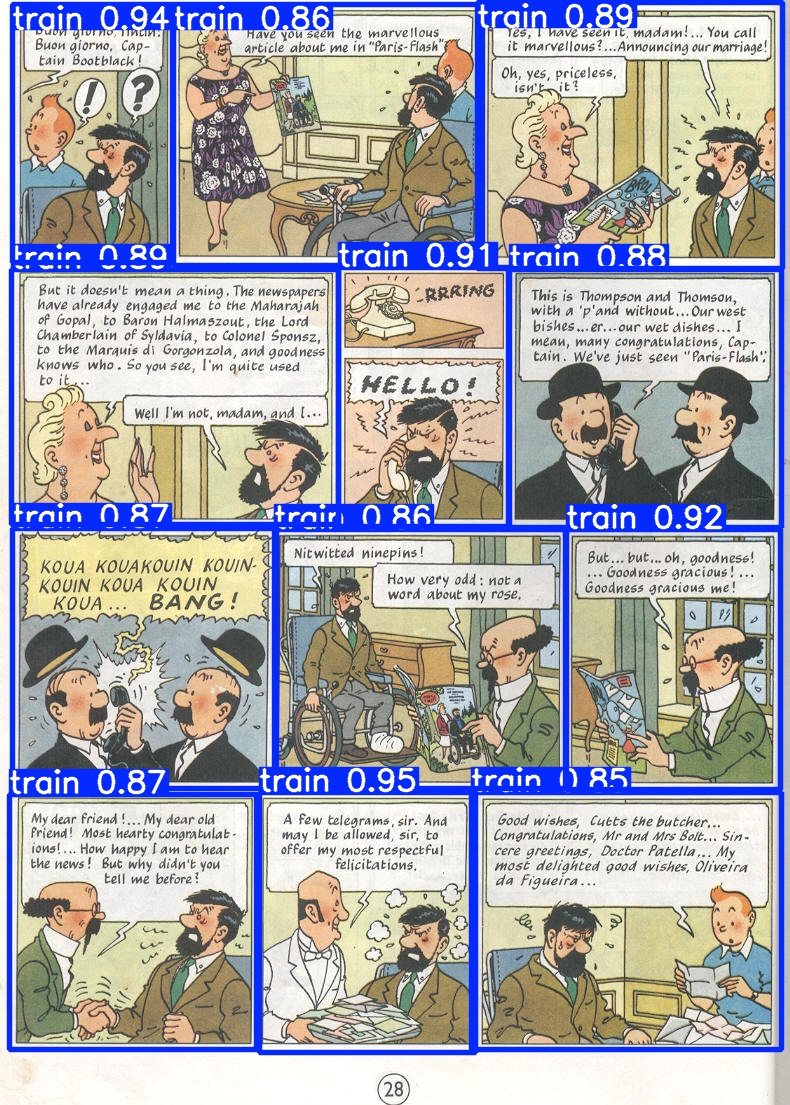 train 0.94
Buon giorno, Tintin!
Buon giorno, Cap-
tain Bootblack!
!
?
train 0.86
Have you seen the marvellous
article about me in "Paris-Flash"
train 0.89
Yes, I have seen it, madam!... You call
it marvellous?...Announcing our marriage!
Oh, yes, priceless,
isn't it?
train 0.89
But it doesn't mean a thing. The newspapers
have already engaged me to the Maharajah
of Gopal, to Baron Halmaszout, the Lord
Chamberlain of Syldavia, to Colonel Sponsz,
to the Marquis di Gorgonzola, and goodness
knows who. So you see, I'm quite used
to it...
Well I'm not, madam, and I...
train 0.91
RRRING
HELLO!
train 0.88
This is Thompson and Thomson,
with a 'p' and without... Our west
bishes...er...our wet dishes... I
mean, many congratulations, Cap-
tain. We've just seen "Paris-Flash".
train 0.87
KOUA KOUAKOUIN KOUIN-
KOUIN KOUA KOUIN
KOUA ... BANG!
train 0.86
Nitwitted ninepins!
How very odd: not a
word about my rose.
train 0.92
But... but... oh, goodness!
... Goodness gracious! ...
Goodness gracious me!
train 0.87
My dear friend!... My dear old
friend! Most hearty congratulat-
ions!... How happy I am to hear
the news! But why didn't you
tell me before?
train 0.95
A few telegrams, sir. And
may I be allowed, sir, to
offer my most respectful
felicitations.
train 0.85
Good wishes, Cutts the butcher...
Congratulations, Mr and Mrs Bolt... Sin-
cere greetings, Doctor Patella... My
most delighted good wishes, Oliveira
da Figueira...
28